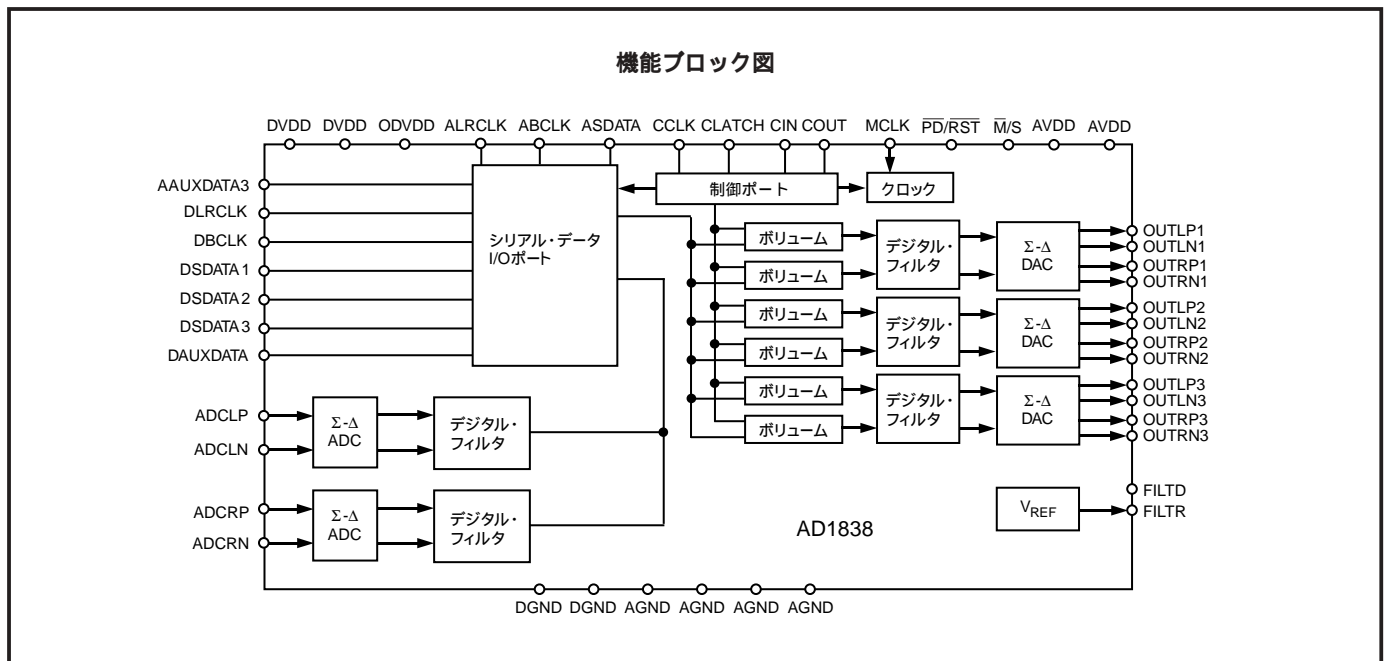 機能ブロック図
DVDD DVDD ODVDD ALRCLK ABCLK ASDATA CCLK CLATCH CIN COUT MCLK P̅D̅/R̅S̅T̅ M̅/S AVDD AVDD
AAUXDATA3
DLRCLK
DBCLK
DSDATA1
DSDATA2
DSDATA3
DAUXDATA
シリアル・データ
I/Oポート
制御ポート
クロック
ボリューム
ボリューム
ボリューム
ボリューム
ボリューム
ボリューム
デジタル・
フィルタ
デジタル・
フィルタ
デジタル・
フィルタ
Σ-Δ
DAC
Σ-Δ
DAC
Σ-Δ
DAC
OUTLP1
OUTLN1
OUTRP1
OUTRN1
OUTLP2
OUTLN2
OUTRP2
OUTRN2
OUTLP3
OUTLN3
OUTRP3
OUTRN3
ADCLP
ADCLN
Σ-Δ
ADC
デジタル・
フィルタ
ADCRP
ADCRN
Σ-Δ
ADC
デジタル・
フィルタ
VREF
FILTD
FILTR
AD1838
DGND DGND AGND AGND AGND AGND